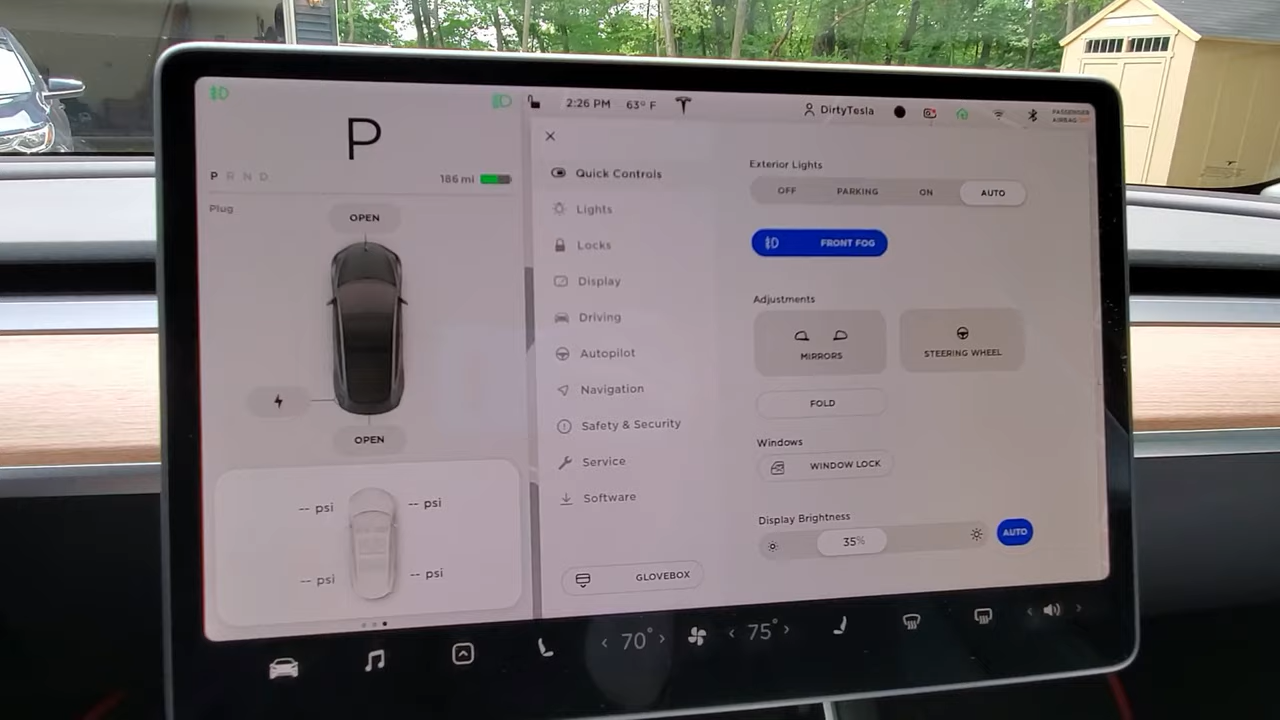 P
P R N D
186 mi
Plug
OPEN
OPEN
-- psi
-- psi
-- psi
-- psi
2:26 PM
63° F
DirtyTesla
PASSENGER
AIRBAG OFF
Quick Controls
Lights
Locks
Display
Driving
Autopilot
Navigation
Safety & Security
Service
Software
GLOVEBOX
Exterior Lights
OFF PARKING ON AUTO
FRONT FOG
Adjustments
MIRRORS
STEERING WHEEL
FOLD
Windows
WINDOW LOCK
Display Brightness
35%
AUTO
70°
75°